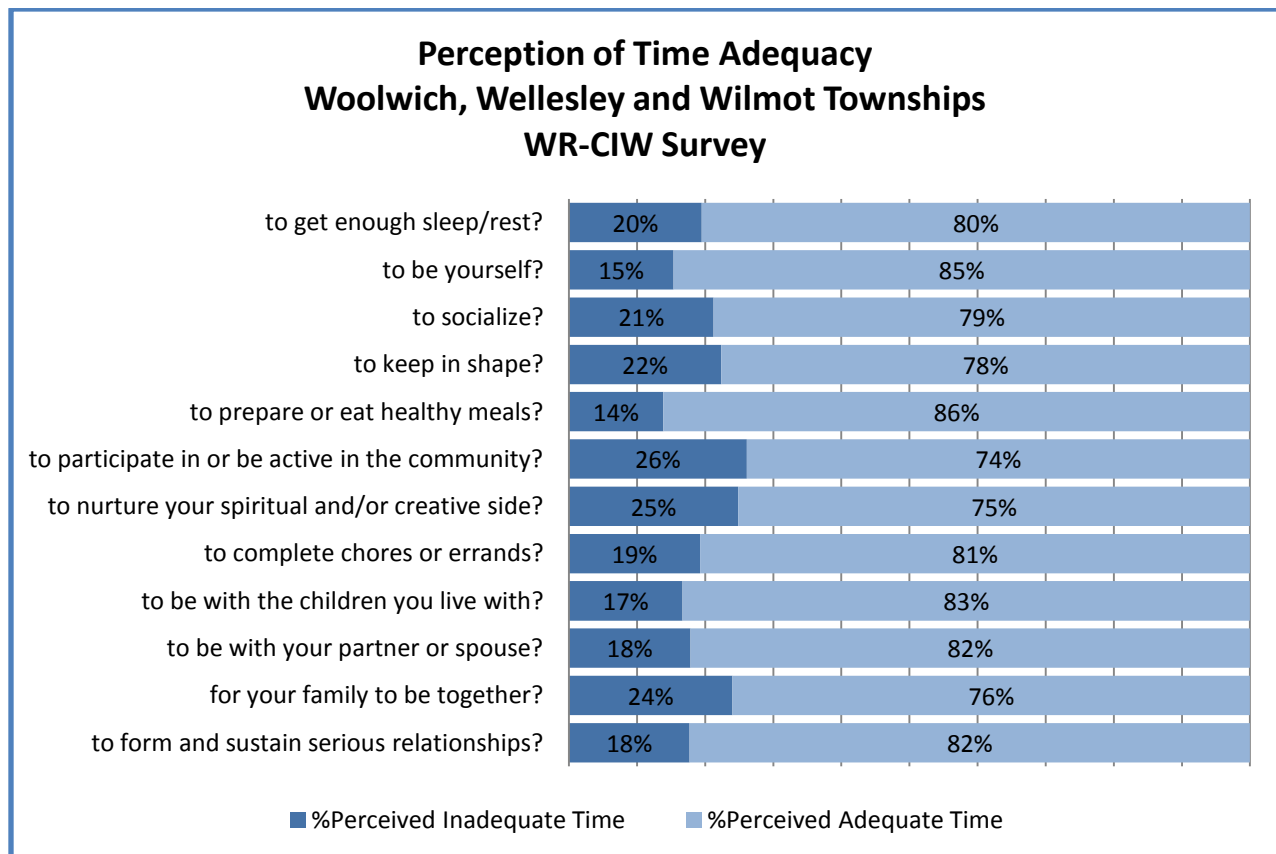 Perception of Time Adequacy
Woolwich, Wellesley and Wilmot Townships
WR-CIW Survey
to get enough sleep/rest? 20% 80%
to be yourself? 15% 85%
to socialize? 21% 79%
to keep in shape? 22% 78%
to prepare or eat healthy meals? 14% 86%
to participate in or be active in the community? 26% 74%
to nurture your spiritual and/or creative side? 25% 75%
to complete chores or errands? 19% 81%
to be with the children you live with? 17% 83%
to be with your partner or spouse? 18% 82%
for your family to be together? 24% 76%
to form and sustain serious relationships? 18% 82%
%Perceived Inadequate Time %Perceived Adequate Time